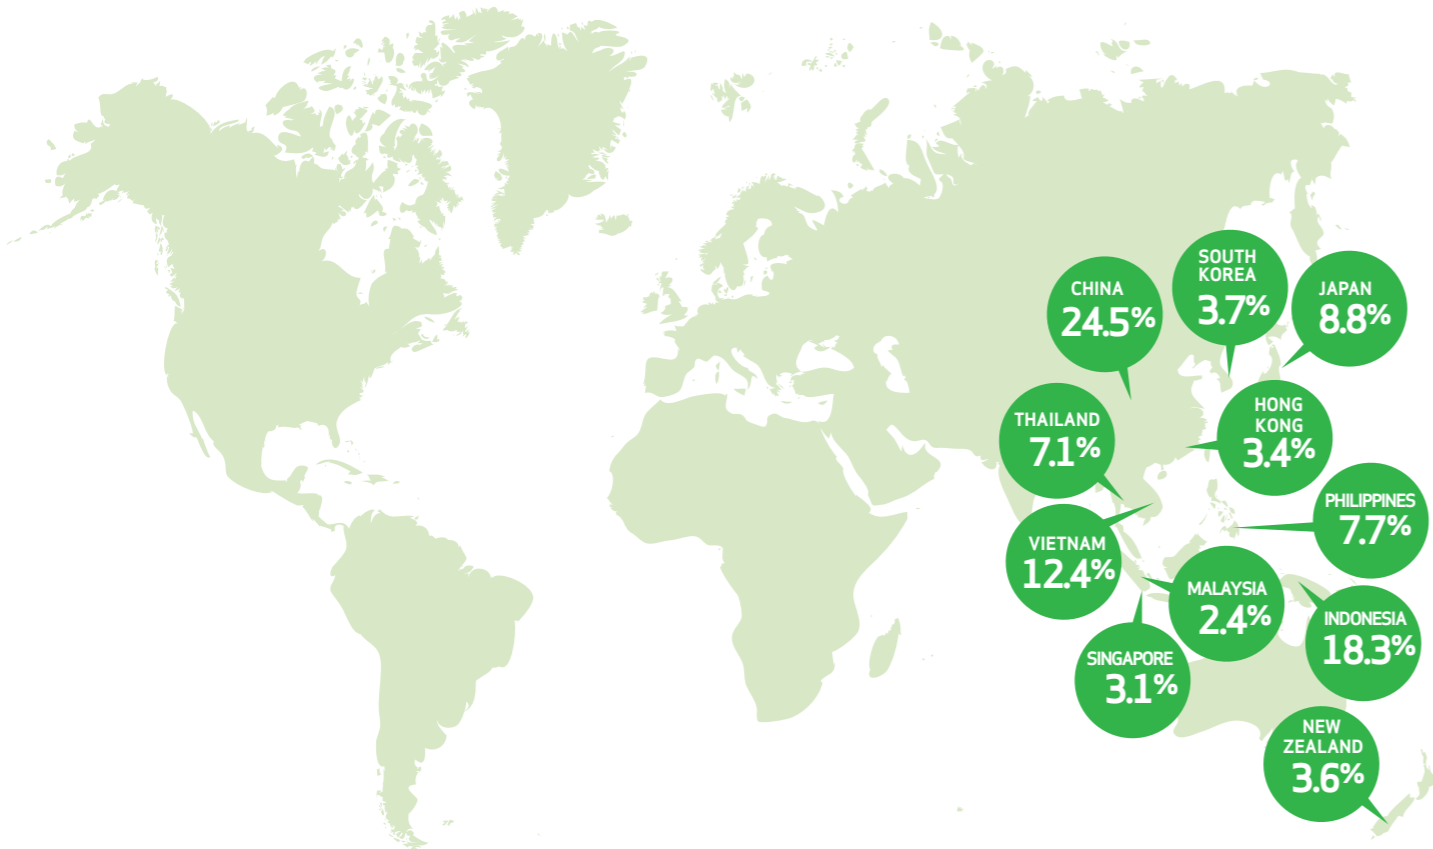 SOUTH
KOREA
3.7%
CHINA
24.5%
JAPAN
8.8%
THAILAND
7.1%
HONG
KONG
3.4%
PHILIPPINES
7.7%
VIETNAM
12.4%
MALAYSIA
2.4%
INDONESIA
18.3%
SINGAPORE
3.1%
NEW
ZEALAND
3.6%